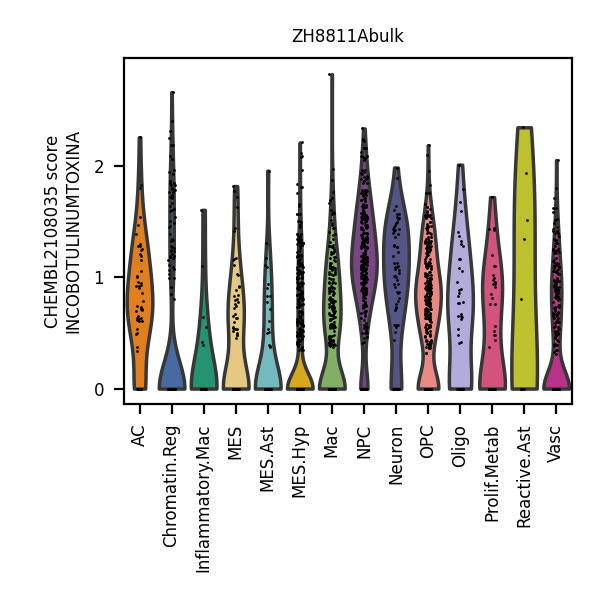 ZH8811Abulk
CHEMBL2108035 score
INCOBOTULINUMTOXINA
2
1
0
AC
Chromatin.Reg
Inflammatory.Mac
MES
MES.Ast
MES.Hyp
Mac
NPC
Neuron
OPC
Oligo
Prolif.Metab
Reactive.Ast
Vasc